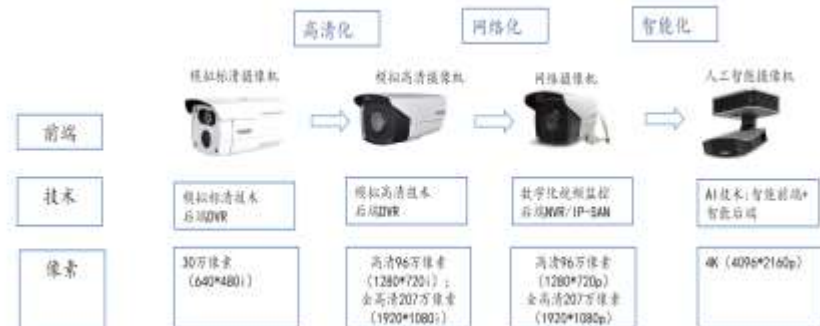 高清化
网络化
智能化
模拟标清摄像机
模拟高清摄像机
网络摄像机
人工智能摄像机
前端
技术
模拟标清技术
后端DVR
模拟高清技术
后端DVR
数字化视频监控
后端NVR/IP-SAN
AI技术:智能前端+
智能后端
像素
30万像素
(640*480i)
高清96万像素
(1280*720i);
全高清207万像素
(1920*1080i)
高清96万像素
(1280*720p)
全高清207万像素
(1920*1080p)
4K (4096*2160p)